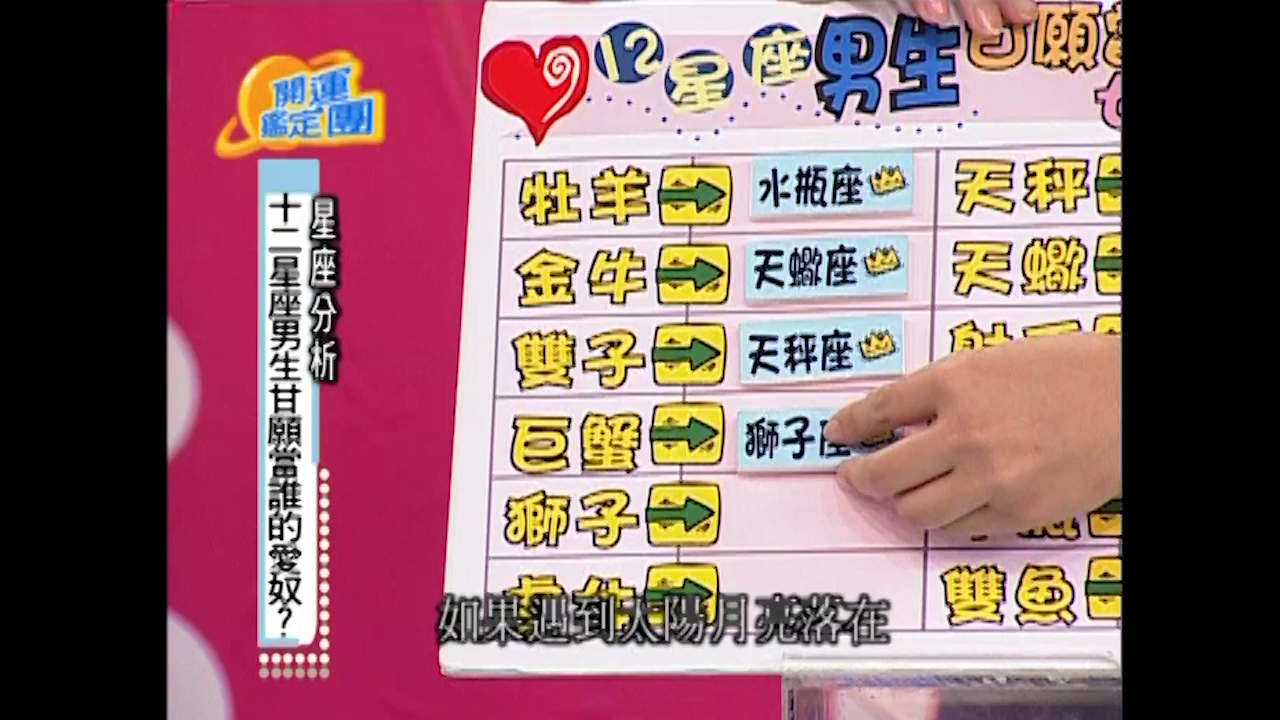 開運
鑑定團
星座分析
十二星座男生甘願當誰的愛奴?
12星座男生甘願當
牡羊
水瓶座
天秤
金牛
天蠍座
天蠍
雙子
天秤座
巨蟹
獅子座
獅子
雙魚
如果遇到太陽月亮落在